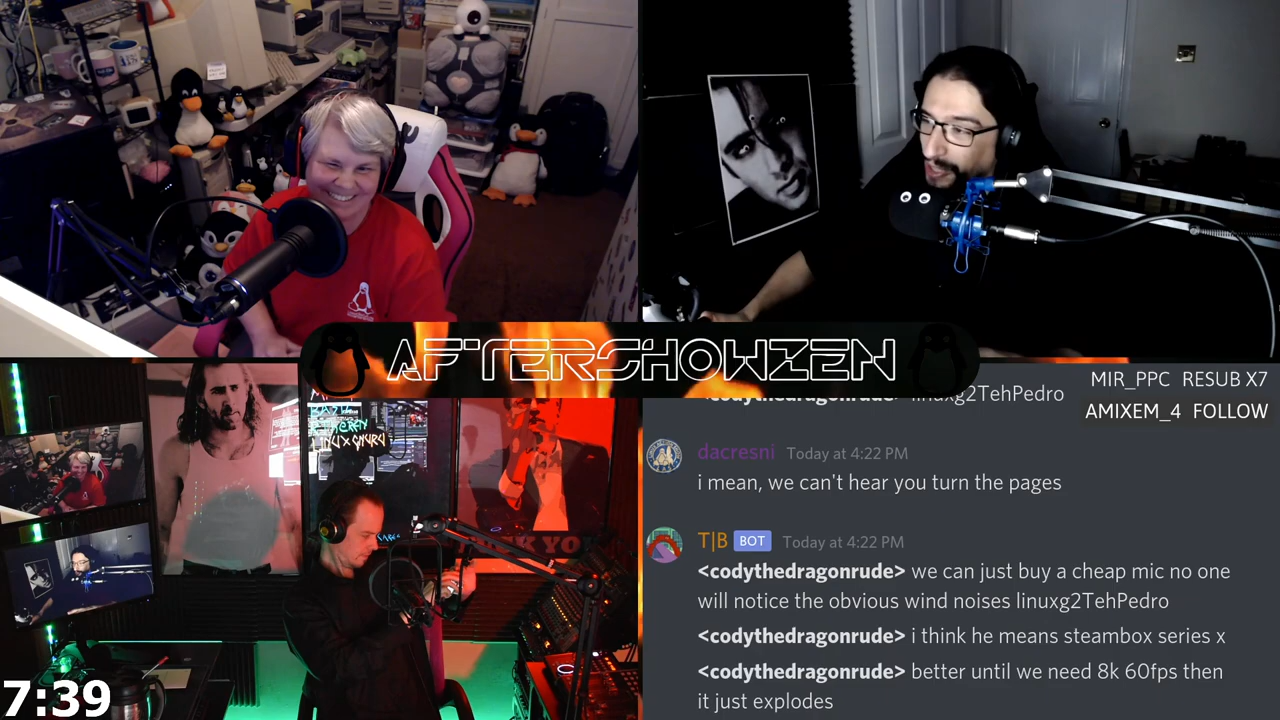 AFTERSHOWZEN
MIR_PPC RESUB X7
AMIXEM_4 FOLLOW
<codythedragonrude> linuxg2TehPedro
dacresni Today at 4:22 PM
i mean, we can't hear you turn the pages
T|B BOT Today at 4:22 PM
<codythedragonrude> we can just buy a cheap mic no one
will notice the obvious wind noises linuxg2TehPedro
<codythedragonrude> i think he means steambox series x
<codythedragonrude> better until we need 8k 60fps then
it just explodes
7:39